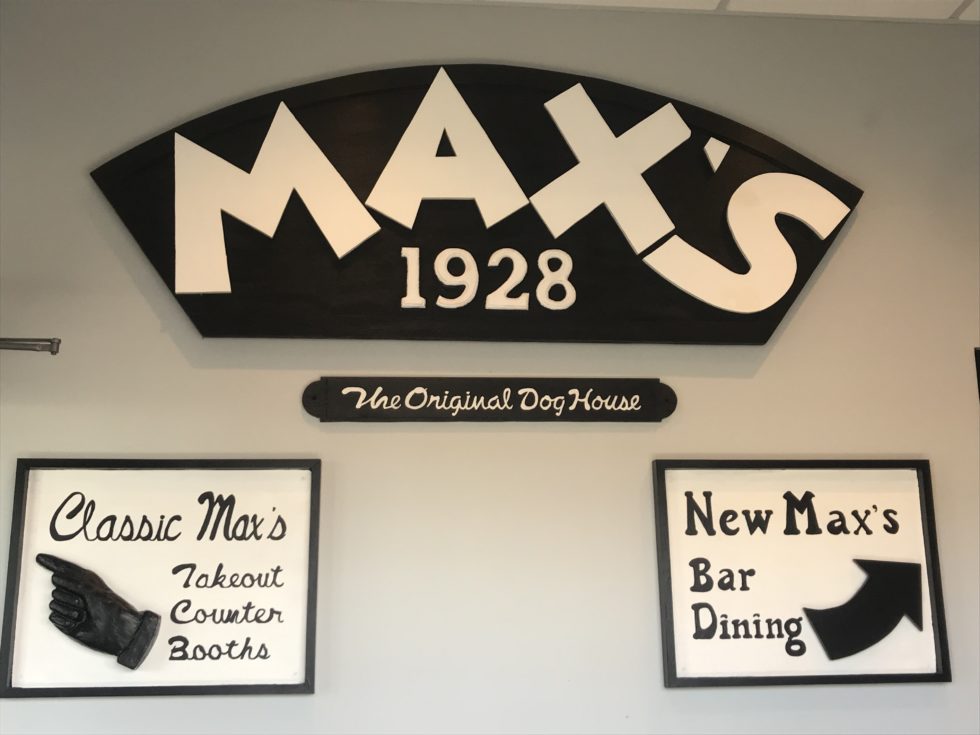 MAX'S
1928
The Original Dog House
Classic Max's
Takeout
Counter
Booths
New Max's
Bar
Dining